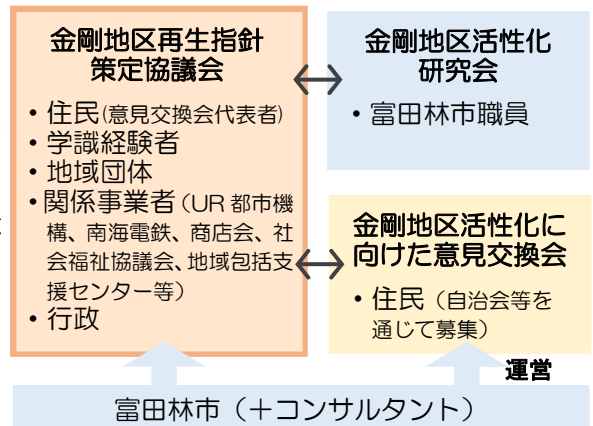 金剛地区再生指針
策定協議会
・住民(意見交換会代表者)
・学識経験者
・地域団体
・関係事業者(UR 都市機
構、南海電鉄、商店会、社
会福祉協議会、地域包括支
援センター等)
・行政
金剛地区活性化
研究会
・富田林市職員
金剛地区活性化に
向けた意見交換会
・住民(自治会等を
通じて募集)
運営
富田林市(+コンサルタント)